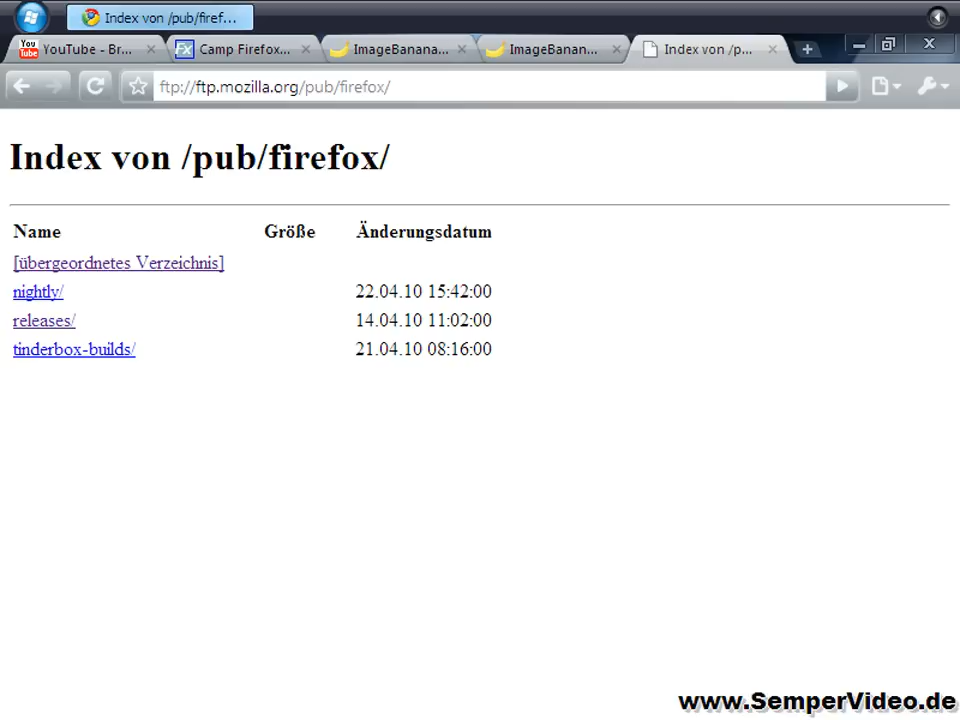 Index von /pub/firef...
YouTube - Br...
Camp Firefox...
ImageBanana...
ImageBanan...
Index von /p...
ftp://ftp.mozilla.org/pub/firefox/
Index von /pub/firefox/
Name Größe Änderungsdatum
[übergeordnetes Verzeichnis]
nightly/ 22.04.10 15:42:00
releases/ 14.04.10 11:02:00
tinderbox-builds/ 21.04.10 08:16:00
www.SemperVideo.de